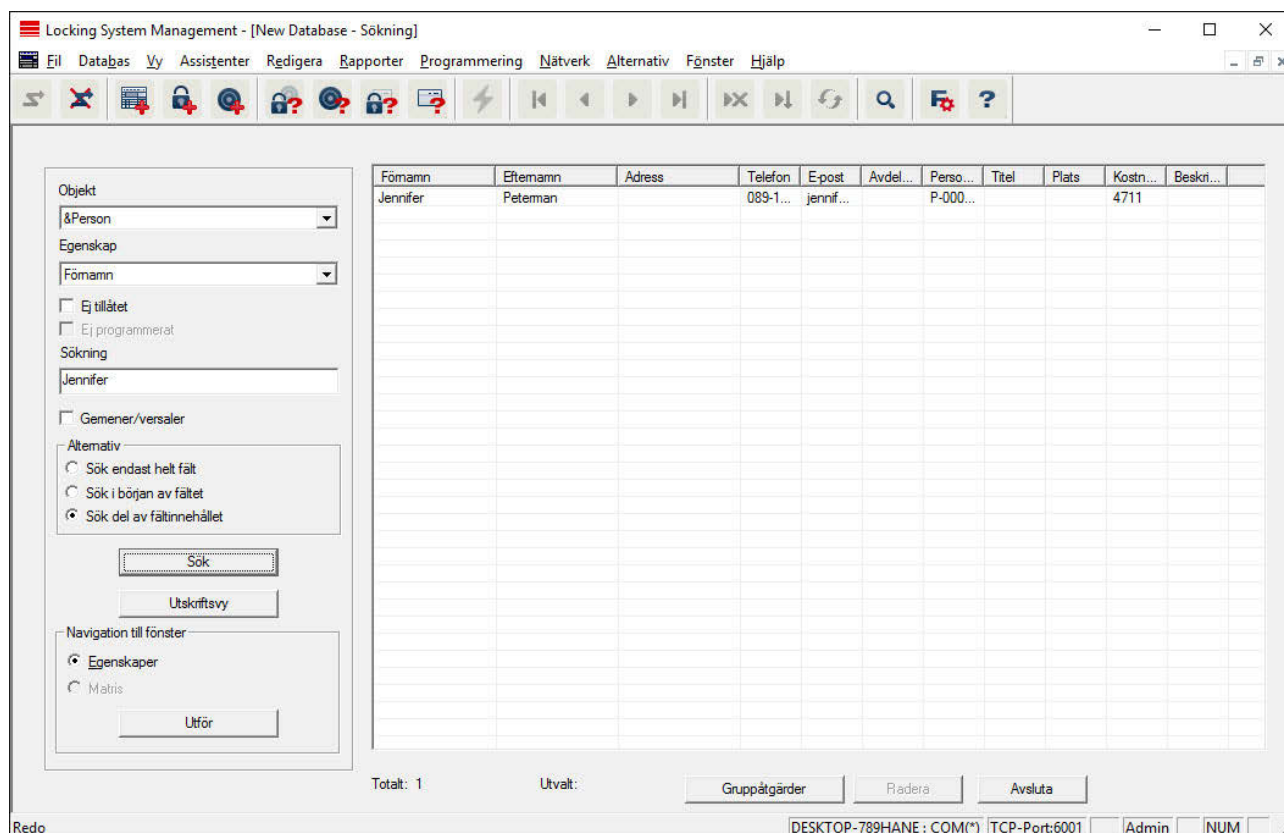 Locking System Management - [New Database - Sökning]
Fil Databas Vy Assistenter Redigera Rapporter Programmering Nätverk Alternativ Fönster Hjälp
Objekt
&Person
Egenskap
Förnamn
Ej tillåtet
Ej programmerat
Sökning
Jennifer
Gemener/versaler
Alternativ
Sök endast helt fält
Sök i början av fältet
Sök del av fältinnehållet
Sök
Utskriftsvy
Navigation till fönster
Egenskaper
Matris
Utför
Förnamn Efternamn Adress Telefon E-post Avdel... Perso... Titel Plats Kostn... Beskri...
Jennifer Peterman 089-1... jennif... P-000... 4711
Totalt: 1 Utvalt: Gruppåtgärder Radera Avsluta
Redo DESKTOP-789HANE : COM(*) TCP-Port:6001 Admin NUM